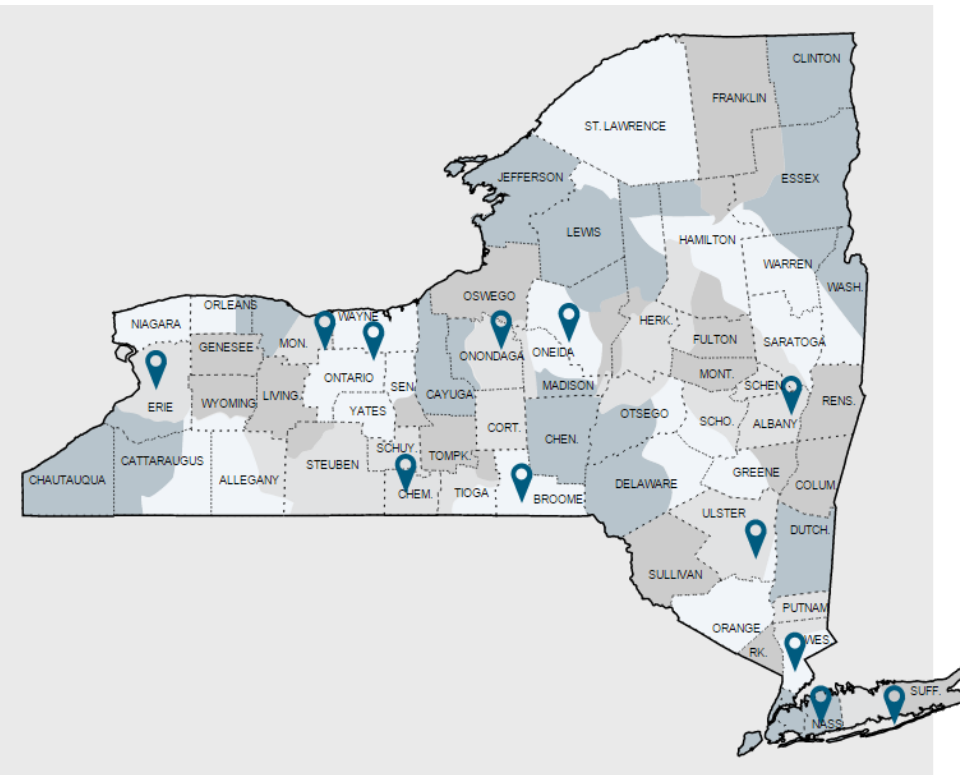 CLINTON
FRANKLIN
ST. LAWRENCE
JEFFERSON
ESSEX
LEWIS
HAMILTON
WARREN
WASH.
OSWEGO
ORLEANS
WAYNE
NIAGARA
HERK.
GENESEE
MON.
FULTON
SARATOGA
ONONDAGA
ONEIDA
MONT.
ONTARIO
SEN.
MADISON
SCHEN.
CAYUGA
LIVING.
WYOMING
ERIE
YATES
OTSEGO
RENS.
SCHO.
ALBANY
CORT.
CHEN.
SCHUY.
TOMPK.
CATTARAUGUS
STEUBEN
GREENE
CHAUTAUQUA
ALLEGANY
DELAWARE
COLUM.
CHEM.
TIOGA
BROOME
ULSTER
DUTCH.
SULLIVAN
PUTNAM
ORANGE
WES
RK.
SUFF.
NASS